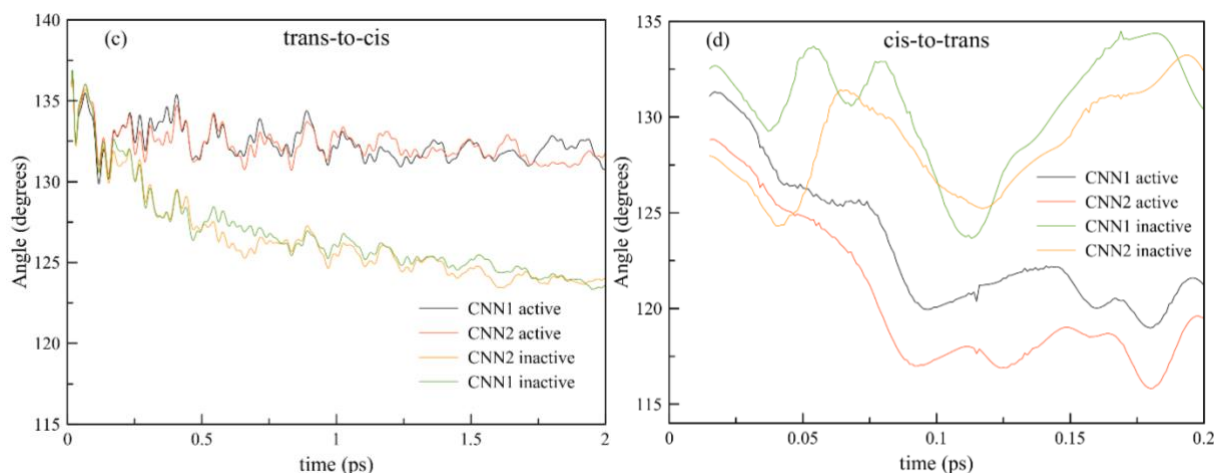 (c)
trans-to-cis
140
135
131
125
120
115
Angle (degrees)
CNN1 active
CNN2 active
CNN2 inactive
CNN1 inactive
0
0.5
1
1.5
2
time (ps)
(d)
cis-to-trans
135
130
125
120
115
Angle (degrees)
CNN1 active
CNN2 active
CNN1 inactive
CNN2 inactive
0
0.05
0.1
0.15
0.2
time (ps)